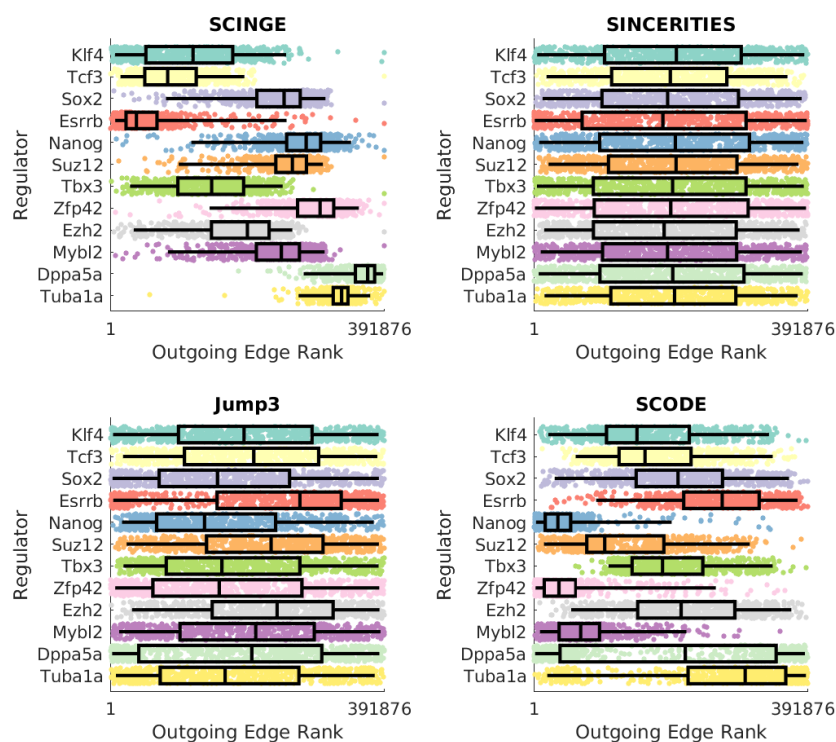 SCINGE
Regulator
Klf4
Tcf3
Sox2
Esrrb
Nanog
Suz12
Tbx3
Zfp42
Ezh2
Mybl2
Dppa5a
Tuba1a
1 391876
Outgoing Edge Rank
SINCERITIES
Regulator
Klf4
Tcf3
Sox2
Esrrb
Nanog
Suz12
Tbx3
Zfp42
Ezh2
Mybl2
Dppa5a
Tuba1a
1 391876
Outgoing Edge Rank
Jump3
Regulator
Klf4
Tcf3
Sox2
Esrrb
Nanog
Suz12
Tbx3
Zfp42
Ezh2
Mybl2
Dppa5a
Tuba1a
1 391876
Outgoing Edge Rank
SCODE
Regulator
Klf4
Tcf3
Sox2
Esrrb
Nanog
Suz12
Tbx3
Zfp42
Ezh2
Mybl2
Dppa5a
Tuba1a
1 391876
Outgoing Edge Rank